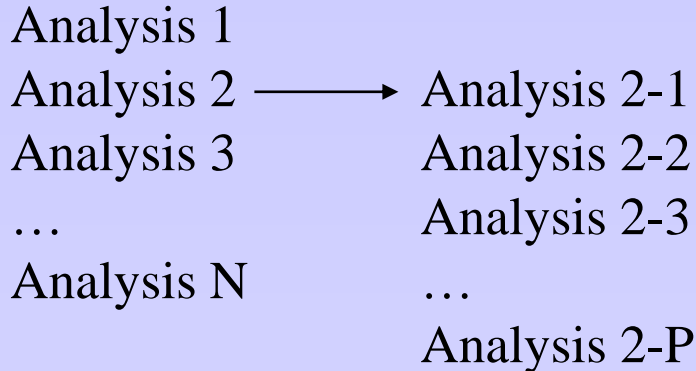 Analysis 1
Analysis 2
Analysis 3
…
Analysis N
Analysis 2-1
Analysis 2-2
Analysis 2-3
…
Analysis 2-P